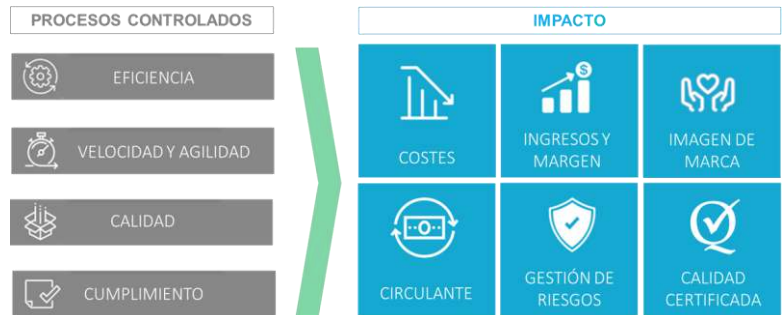 PROCESOS CONTROLADOS
EFICIENCIA
VELOCIDAD Y AGILIDAD
CALIDAD
CUMPLIMIENTO
IMPACTO
COSTES
$
INGRESOS Y
MARGEN
IMAGEN DE
MARCA
CIRCULANTE
GESTIÓN DE
RIESGOS
CALIDAD
CERTIFICADA